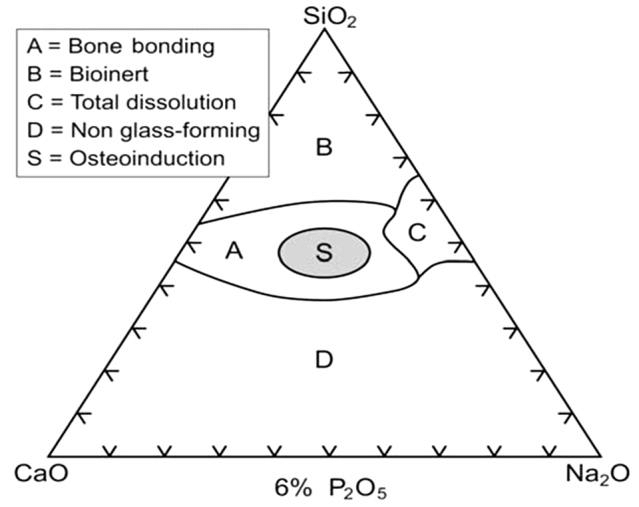 SiO₂
A = Bone bonding
B = Bioinert
C = Total dissolution
D = Non glass-forming
S = Osteoinduction
B
C
A
S
D
CaO
Na₂O
6% P₂O₅